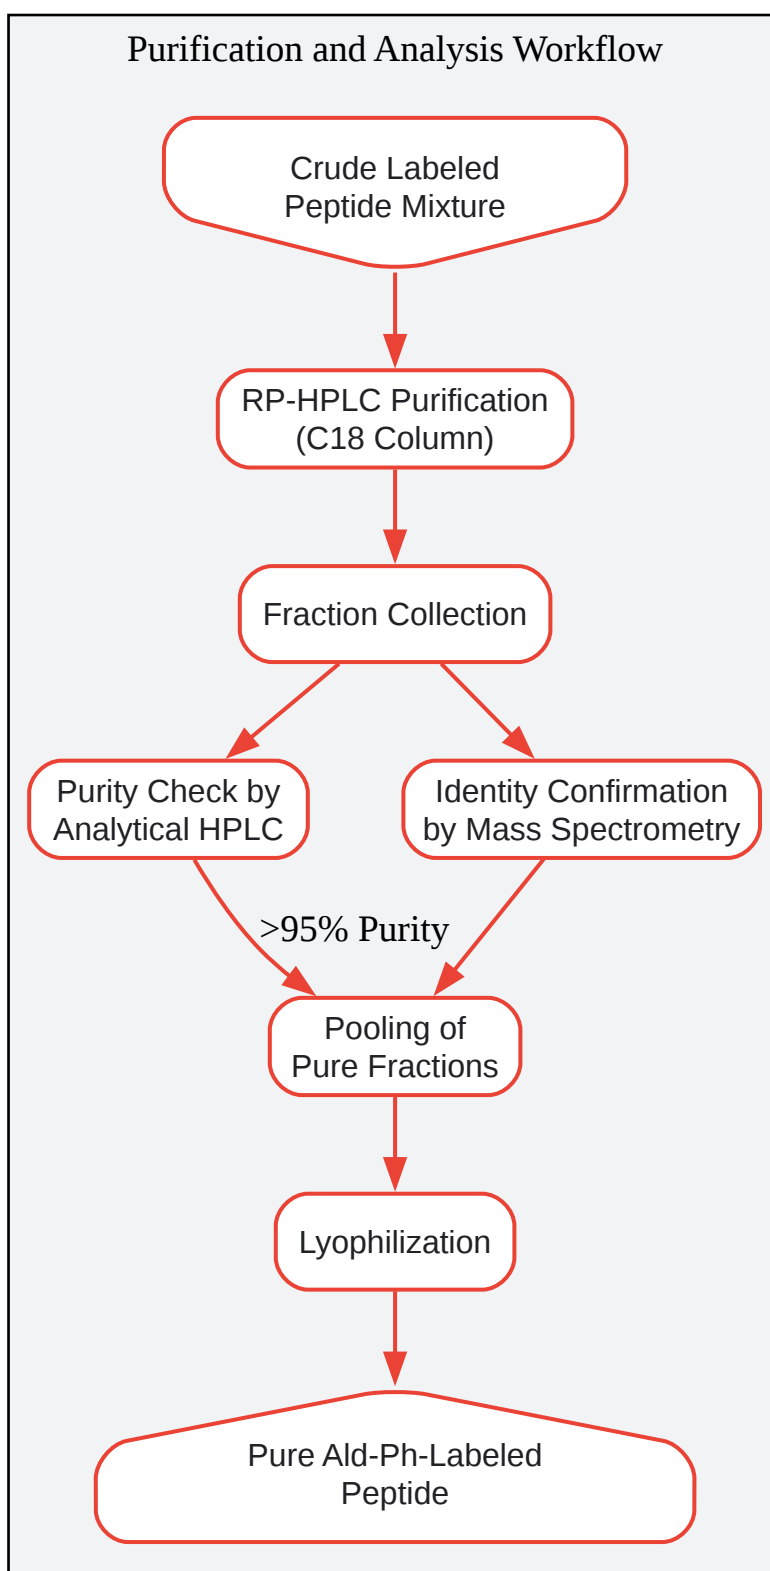 Purification and Analysis Workflow
Crude Labeled
Peptide Mixture
RP-HPLC Purification
(C18 Column)
Fraction Collection
Purity Check by
Analytical HPLC
Identity Confirmation
by Mass Spectrometry
>95% Purity
Pooling of
Pure Fractions
Lyophilization
Pure Ald-Ph-Labeled
Peptide